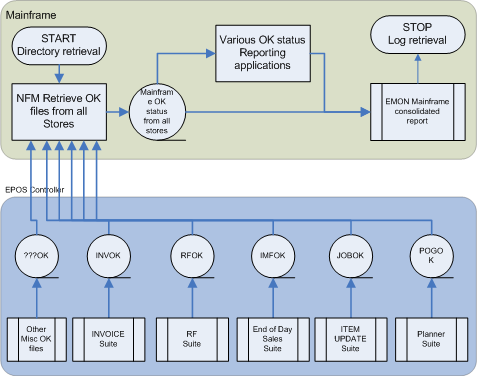 Mainframe
START
Directory retrieval
Various OK status
Reporting
applications
STOP
Log retrieval
NFM Retrieve OK
files from all
Stores
Mainfram
e OK
status
from all
stores
EMON Mainframe
consolidated
report
EPOS Controller
???OK
INVOK
RFOK
IMFOK
JOBOK
POGO
K
Other
Misc OK
files
INVOICE
Suite
RF
Suite
End of Day
Sales
Suite
ITEM
UPDATE
Suite
Planner
Suite